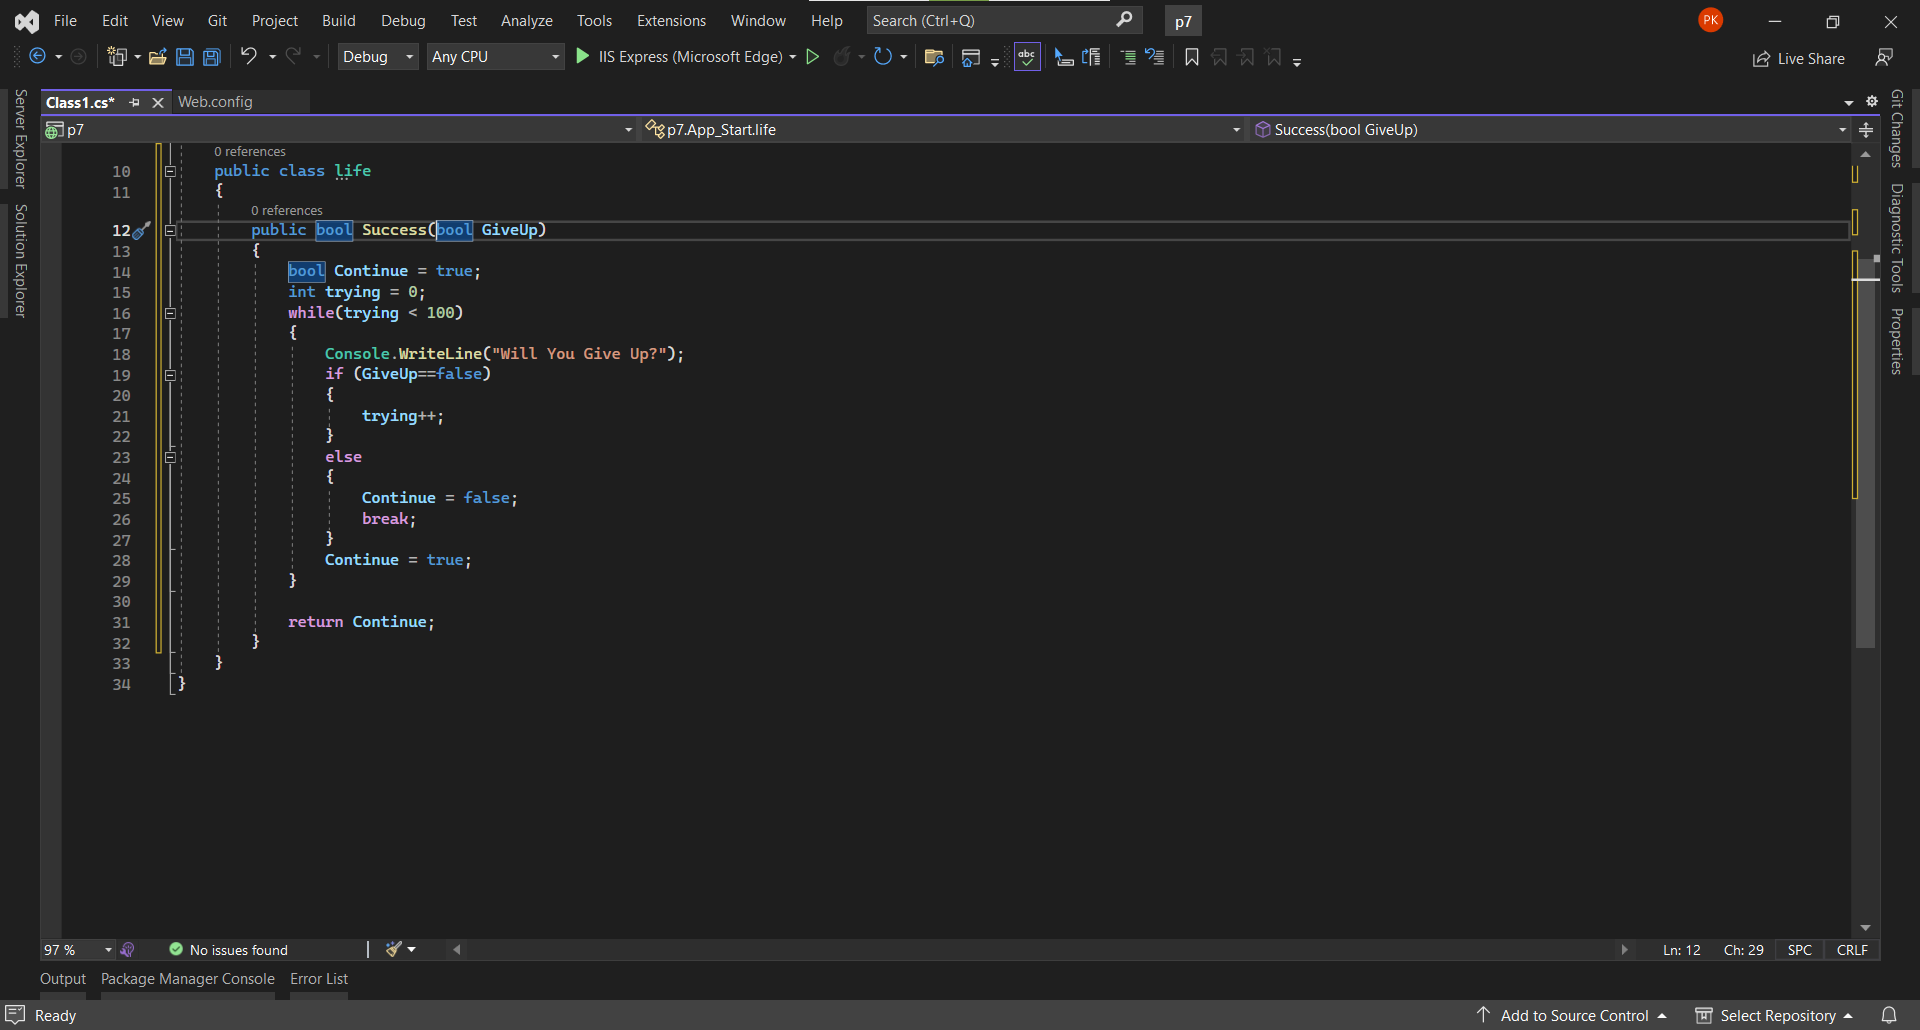 File Edit View Git Project Build Debug Test Analyze Tools Extensions Window Help Search (Ctrl+Q) p7 PK
Debug Any CPU IIS Express (Microsoft Edge) abc Live Share
Class1.cs* Web.config
p7 p7.App_Start.life Success(bool GiveUp)
Server Explorer
Solution Explorer
Git Changes
Diagnostic Tools
Properties
0 references
10 public class life
11 {
0 references
12 public bool Success(bool GiveUp)
13 {
14 bool Continue = true;
15 int trying = 0;
16 while(trying < 100)
17 {
18 Console.WriteLine("Will You Give Up?");
19 if (GiveUp==false)
20 {
21 trying++;
22 }
23 else
24 {
25 Continue = false;
26 break;
27 }
28 Continue = true;
29 }
30
31 return Continue;
32 }
33 }
34 }
97 % No issues found Ln: 12 Ch: 29 SPC CRLF
Output Package Manager Console Error List
Ready Add to Source Control Select Repository